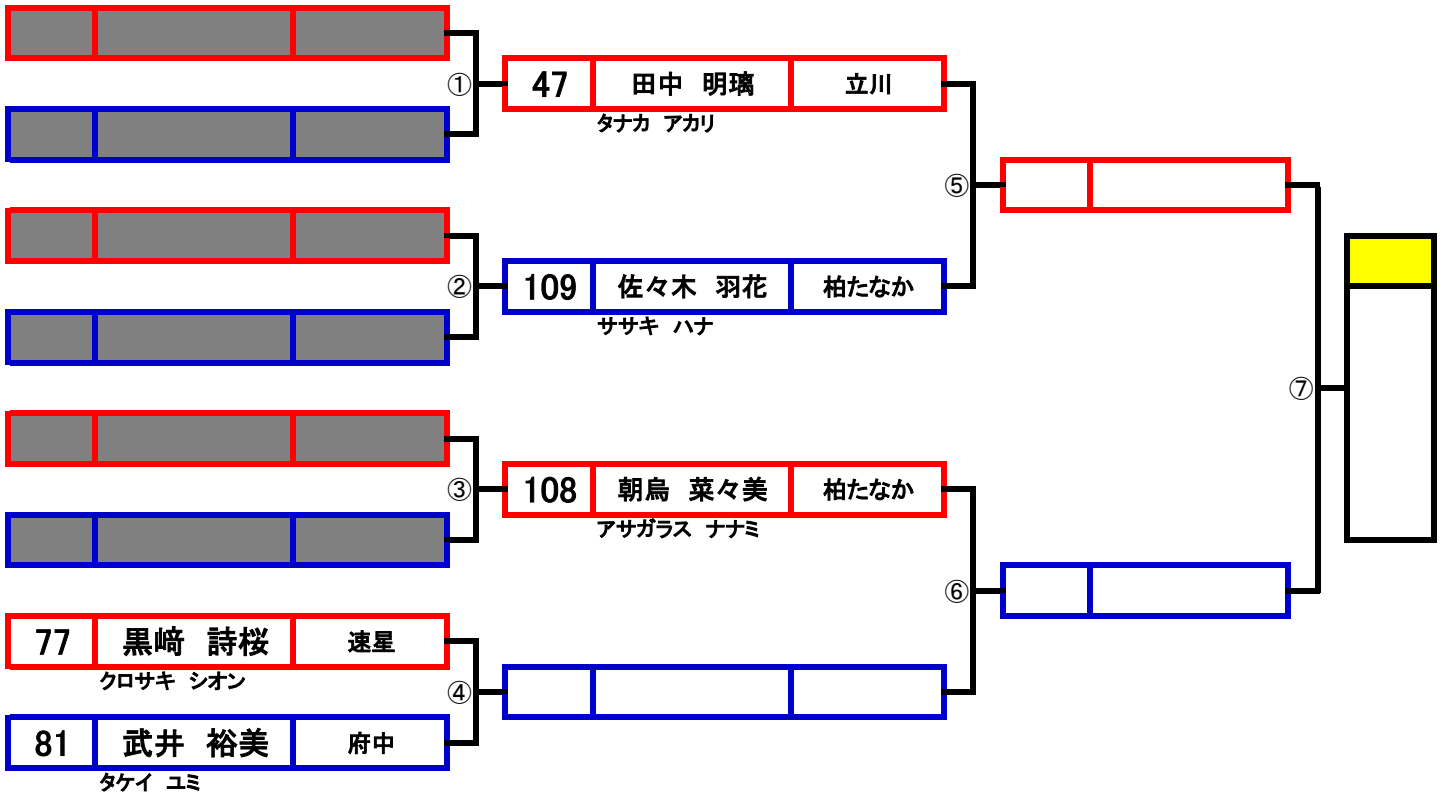 ①
47 田中 明璃 立川
タナカ アカリ
⑤
②
109 佐々木 羽花 柏たなか
ササキ ハナ
⑦
③
108 朝烏 菜々美 柏たなか
アサガラス ナナミ
⑥
77 黒﨑 詩桜 速星
クロサキ シオン
④
81 武井 裕美 府中
タケイ ユミ